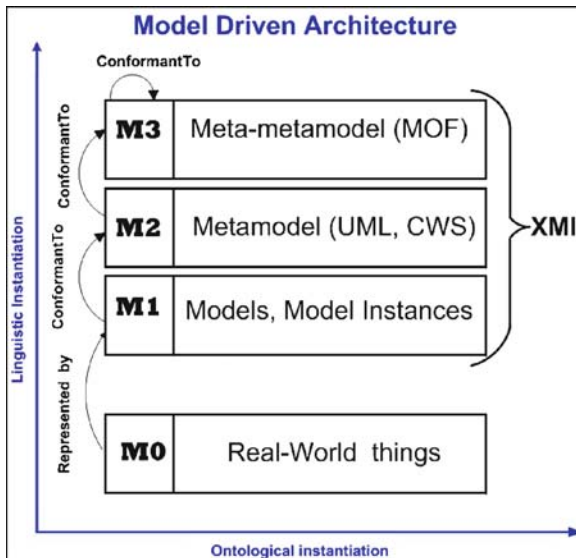 Model Driven Architecture
ConformantTo
M3 Meta-metamodel (MOF)
ConformantTo
M2 Metamodel (UML, CWS)
XMI
ConformantTo
M1 Models, Model Instances
Represented by
M0 Real-World things
Linguistic Instantiation
Ontological instantiation